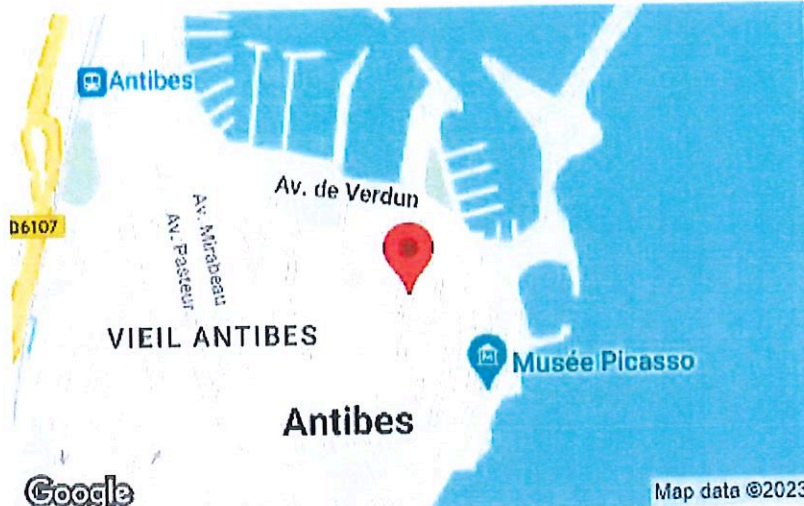 Antibes
Av. de Verdun
D6107
Av. Mirabeau
Av. Pasteur
VIEIL ANTIBES
Musée Picasso
Antibes
Google
Map data ©2023